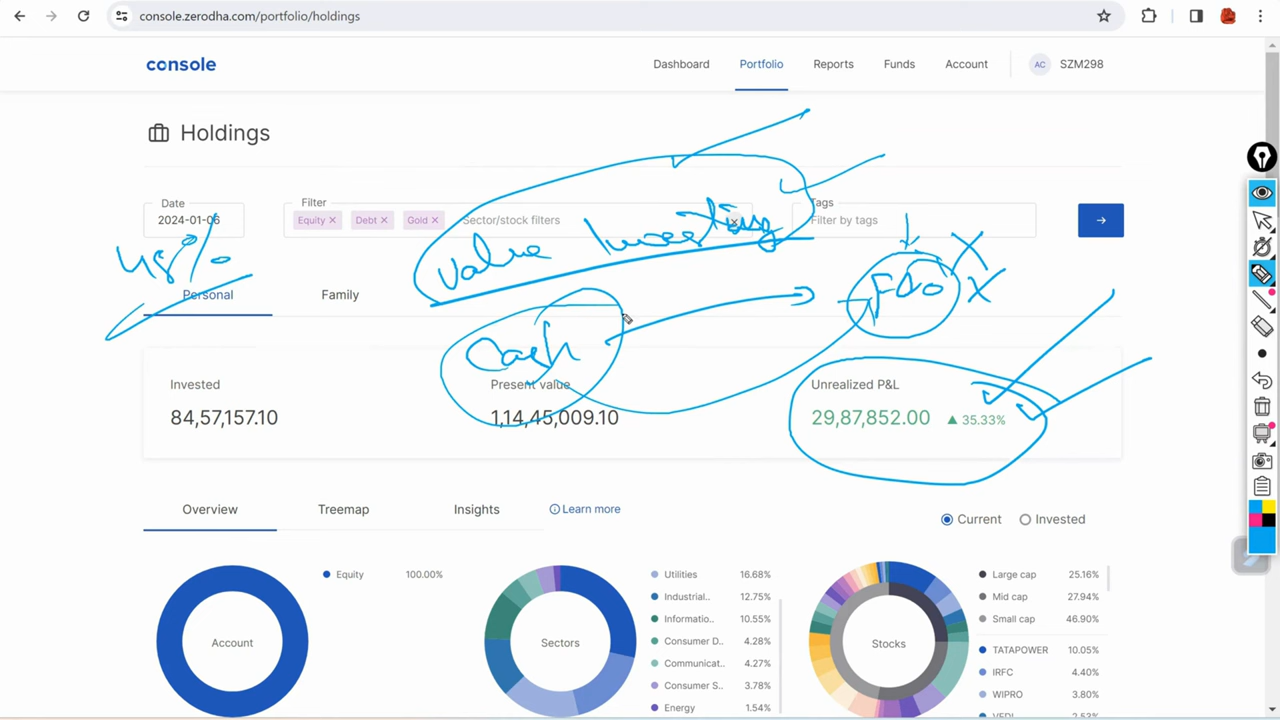 console.zerodha.com/portfolio/holdings
console
Dashboard Portfolio Reports Funds Account AC SZM298
Holdings
Date Filter Tags
2024-01-06 Equity × Debt × Gold × Sector/stock filters Filter by tags
48%
value Investing
Personal Family
Cash
F&O X X
Invested Present value Unrealized P&L
84,57,157.10 1,14,45,009.10 29,87,852.00 ▲ 35.33%
Overview Treemap Insights Learn more Current Invested
Equity 100.00%
Account
Utilities 16.68%
Industrial.. 12.75%
Informatio.. 10.55%
Consumer D.. 4.28%
Communicat.. 4.27%
Consumer S.. 3.78%
Energy 1.54%
Sectors
Large cap 25.16%
Mid cap 27.94%
Small cap 46.90%
TATAPOWER 10.05%
IRFC 4.40%
WIPRO 3.80%
VEDL 2.53%
Stocks